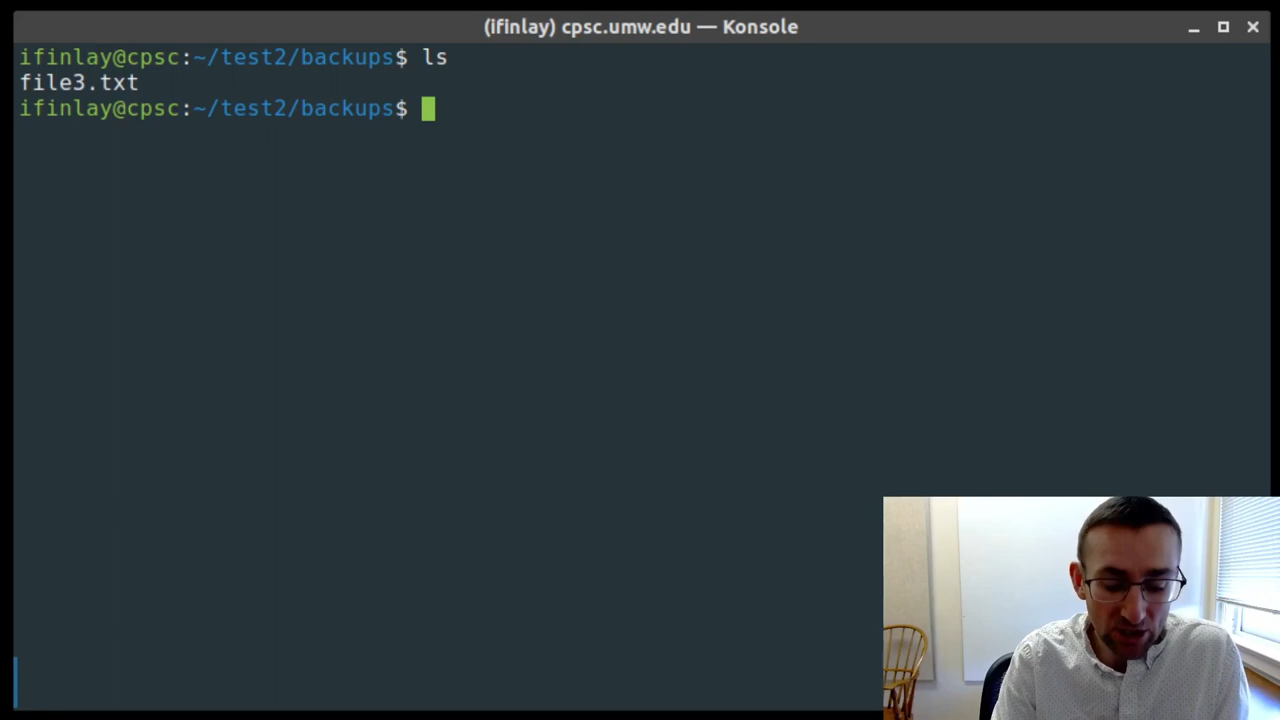 (ifinlay) cpsc.umw.edu — Konsole
ifinlay@cpsc:~/test2/backups$ ls
file3.txt
ifinlay@cpsc:~/test2/backups$